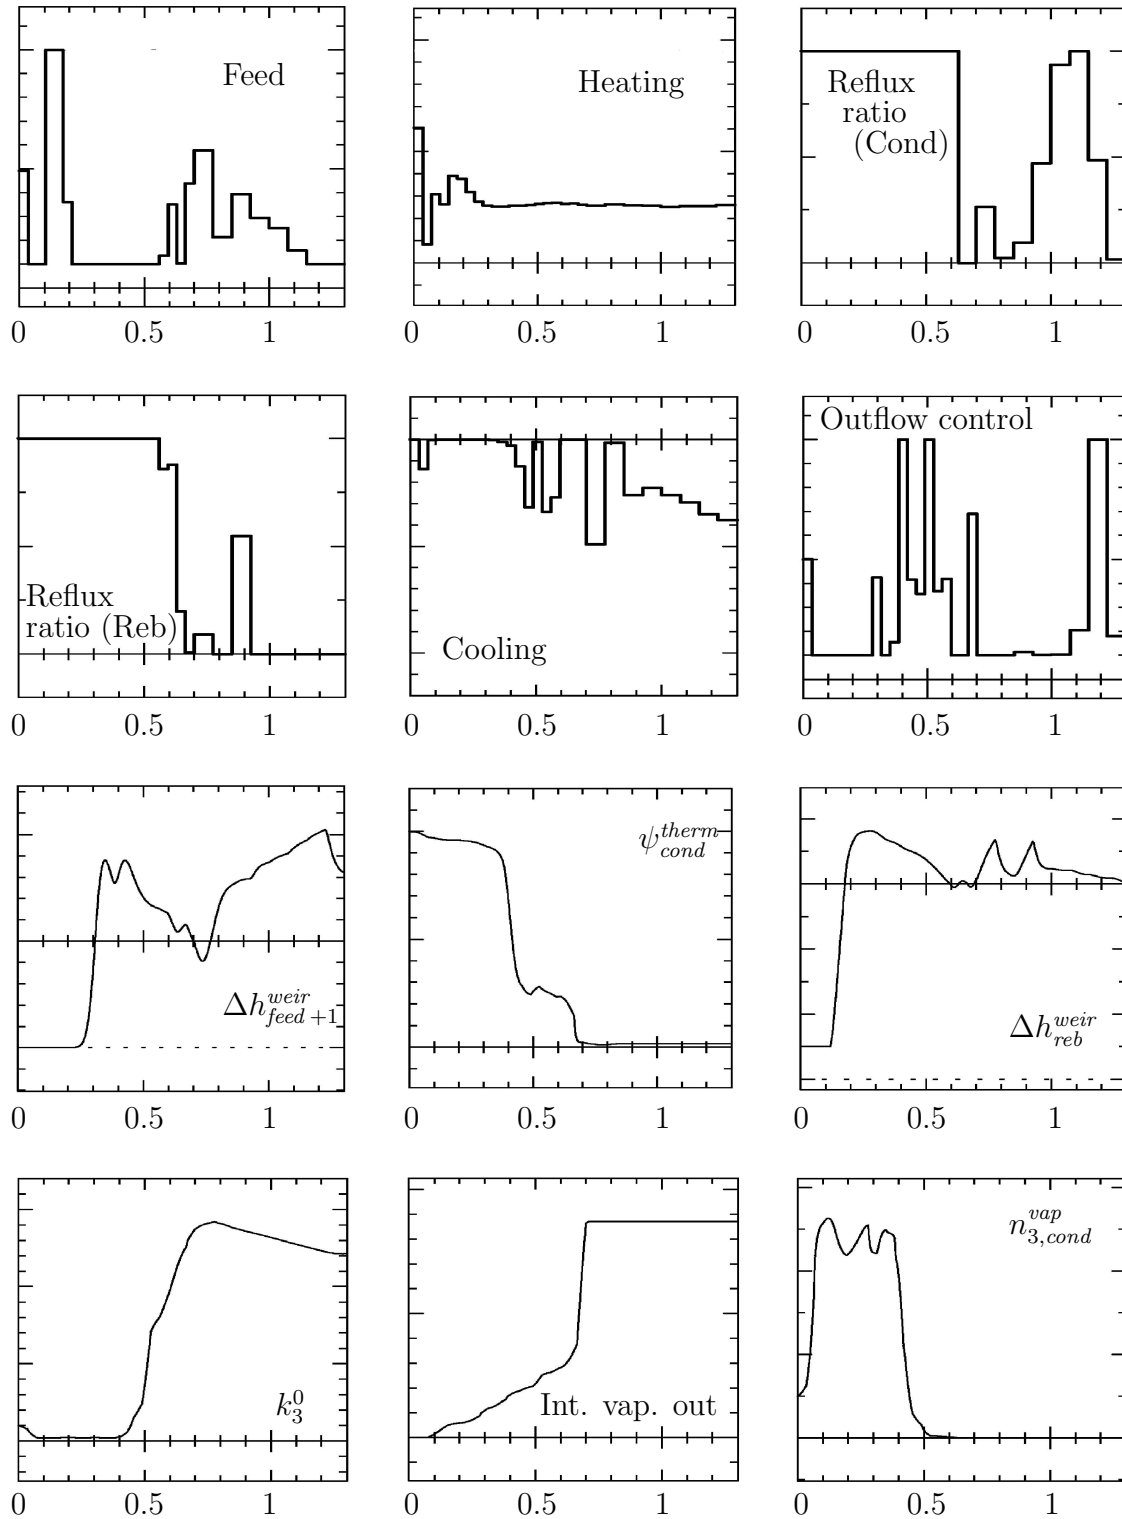 Feed
Heating
Reflux
ratio
(Cond)
0 0.5 1
0 0.5 1
0 0.5 1
Reflux
ratio (Reb)
Cooling
Outflow control
0 0.5 1
0 0.5 1
0 0.5 1
Δh^{weir}_{feed+1}
ψ^{therm}_{cond}
Δh^{weir}_{reb}
0 0.5 1
0 0.5 1
0 0.5 1
k^0_3
Int. vap. out
n^{vap}_{3,cond}
0 0.5 1
0 0.5 1
0 0.5 1